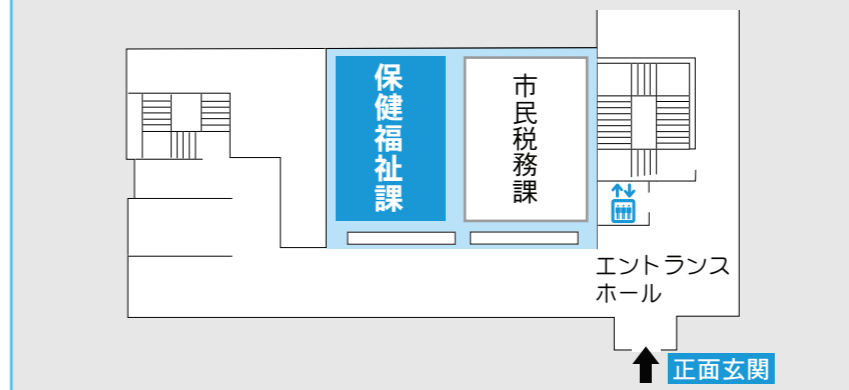 保健福祉課
市民税務課
エントランス
ホール
正面玄関